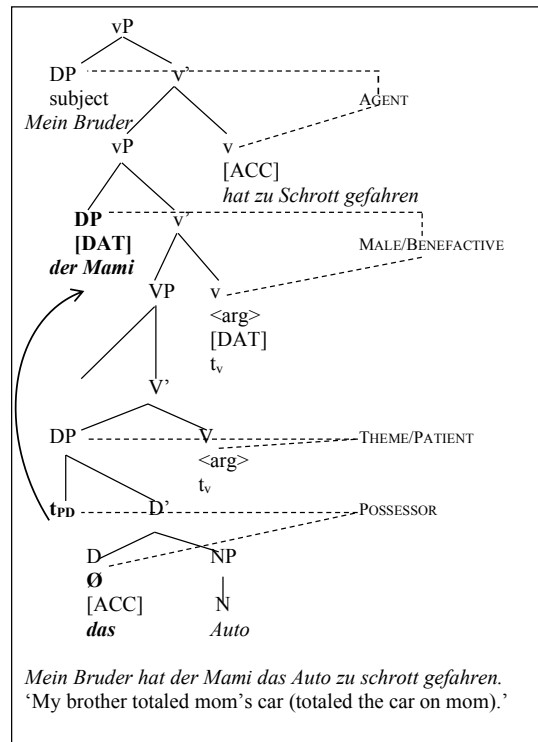 vP
DP v’
subject AGENT
Mein Bruder
vP v
[ACC]
hat zu Schrott gefahren
DP v’
[DAT] MALE/BENEFACTIVE
der Mami
VP v
<arg>
[DAT]
tv
V’
DP V THEME/PATIENT
<arg>
tv
tPD D’ POSSESSOR
D NP
Ø
[ACC] N
das Auto
Mein Bruder hat der Mami das Auto zu schrott gefahren.
‘My brother totaled mom’s car (totaled the car on mom).’